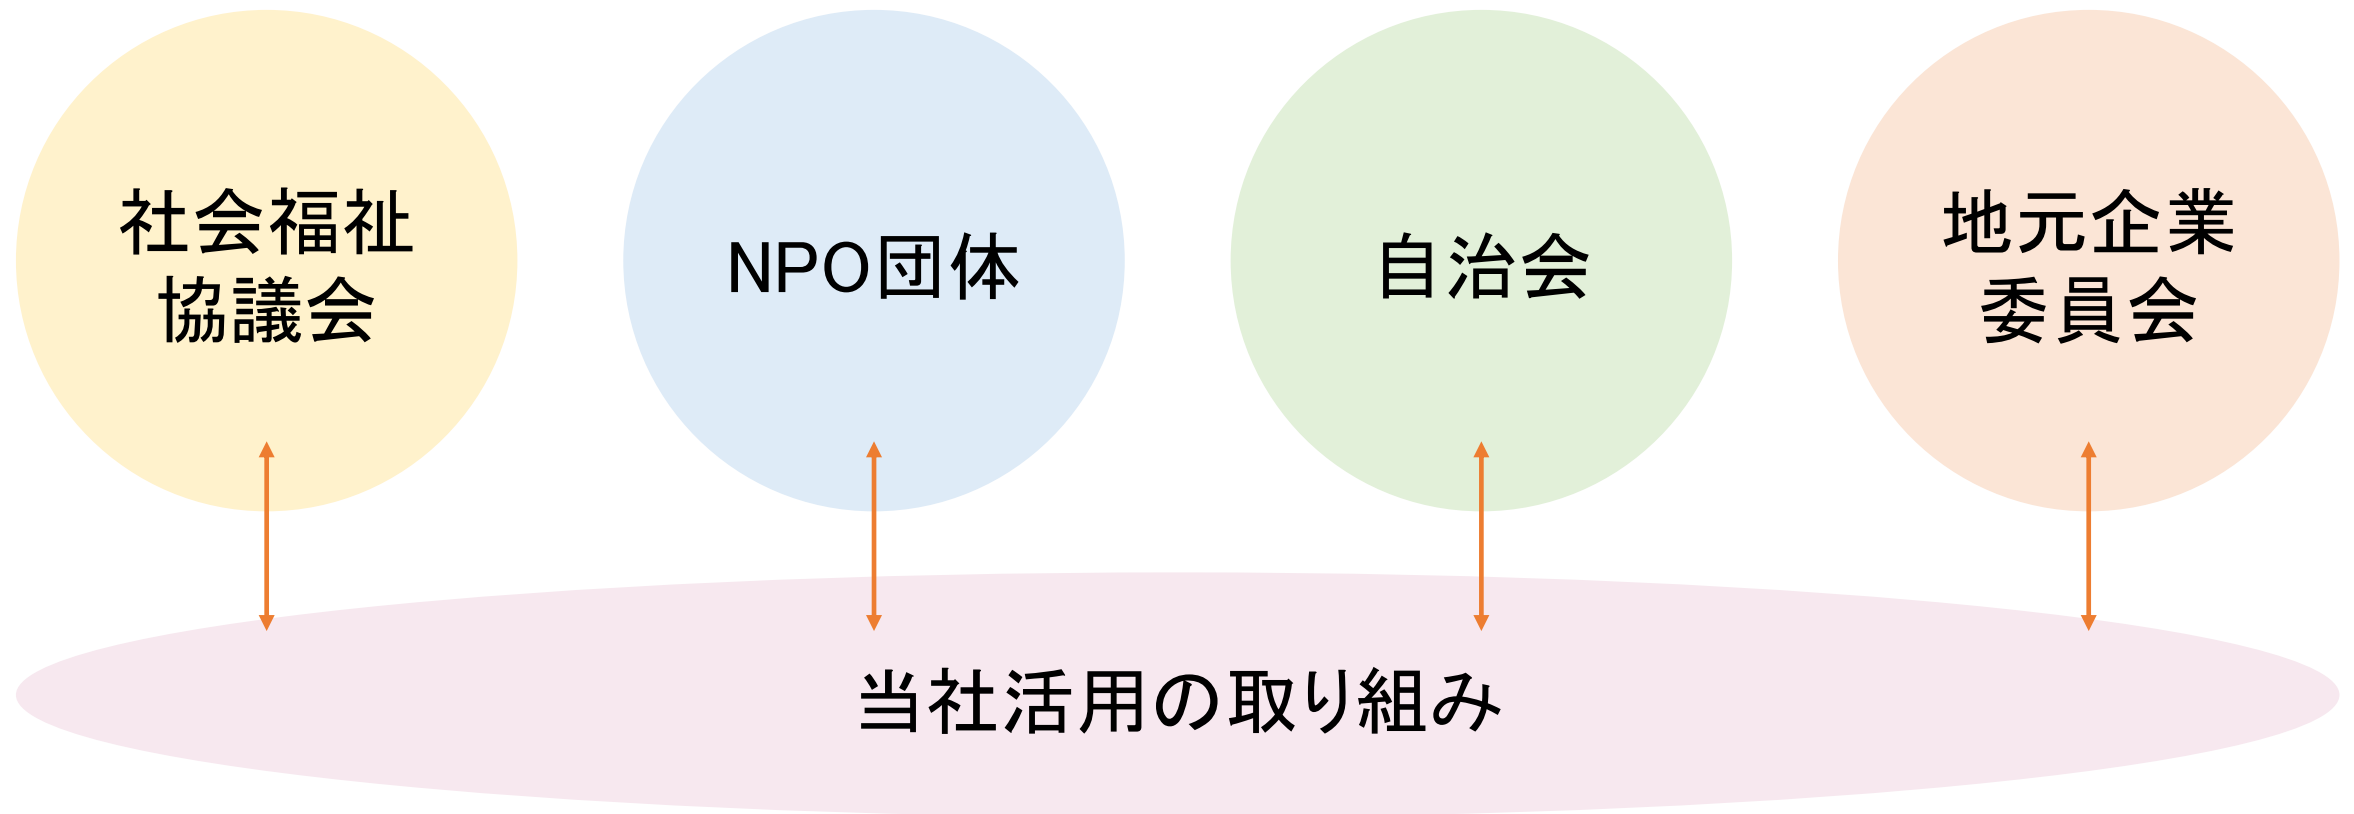 社会福祉
協議会
NPO団体
自治会
地元企業
委員会
当社活用の取り組み